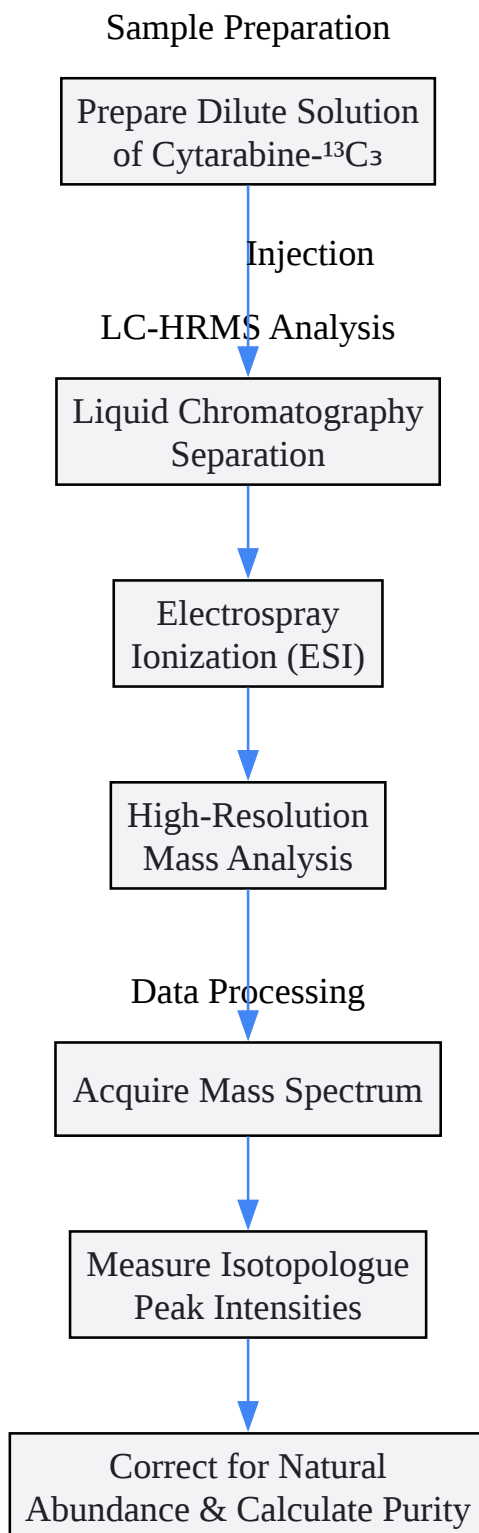 Sample Preparation
Prepare Dilute Solution
of Cytarabine-¹³C₃
Injection
LC-HRMS Analysis
Liquid Chromatography
Separation
Electrospray
Ionization (ESI)
High-Resolution
Mass Analysis
Data Processing
Acquire Mass Spectrum
Measure Isotopologue
Peak Intensities
Correct for Natural
Abundance & Calculate Purity